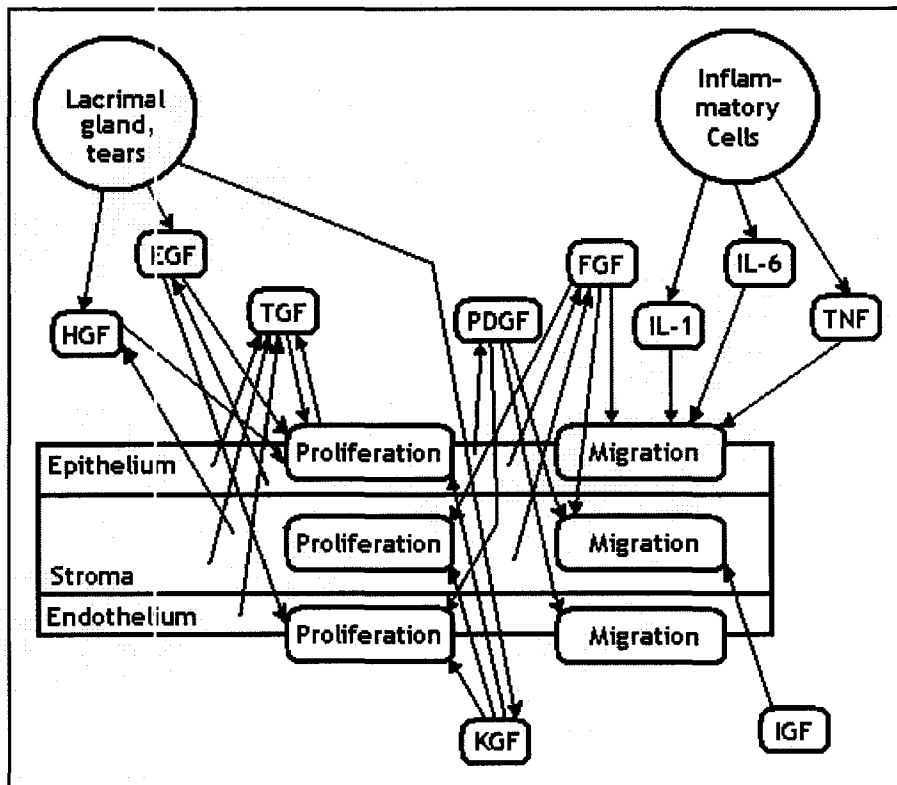 Lacrimal
gland,
tears
Inflam-
matory
Cells
EGF
FGF
IL-6
HGF
TGF
PDGF
IL-1
TNF
Epithelium
Proliferation
Migration
Stroma
Proliferation
Migration
Endothelium
Proliferation
Migration
KGF
IGF